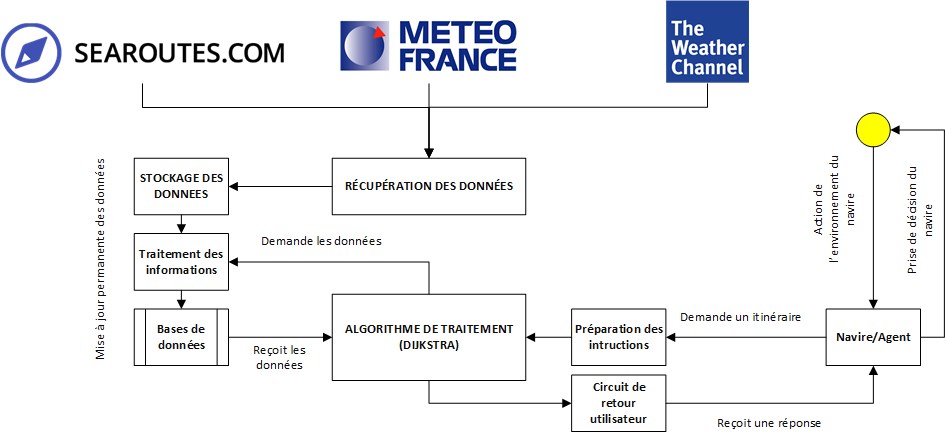 SEAROUTES.COM
METEO
FRANCE
The
Weather
Channel
Mise à jour permanente des données
STOCKAGE DES
DONNEES
RÉCUPÉRATION DES DONNÉES
Action de
l'environnement du
navire
Prise de décision du
navire
Traitement des
informations
Demande les données
Bases de
données
Reçoit les
données
ALGORITHME DE TRAITEMENT
(DIJKSTRA)
Préparation des
intructions
Demande un itinéraire
Navire/Agent
Circuit de
retour
utilisateur
Reçoit une réponse